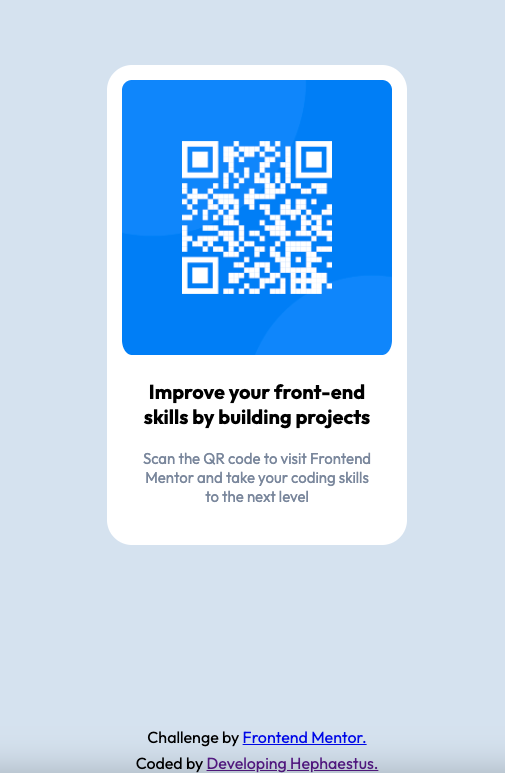 Improve your front-end
skills by building projects
Scan the QR code to visit Frontend
Mentor and take your coding skills
to the next level
Challenge by Frontend Mentor.
Coded by Developing Hephaestus.